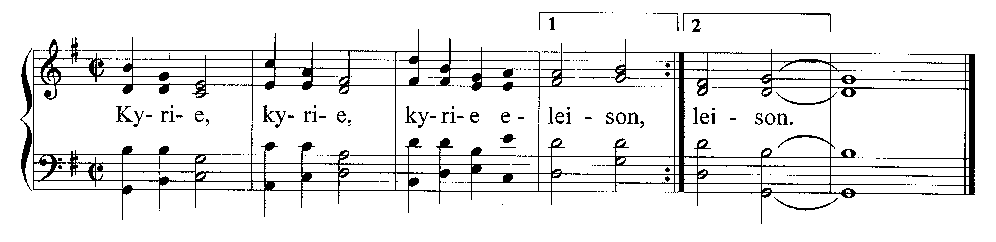 1 2
Ky-ri-e, ky-ri-e, ky-ri-e e-lei-son, lei-son.